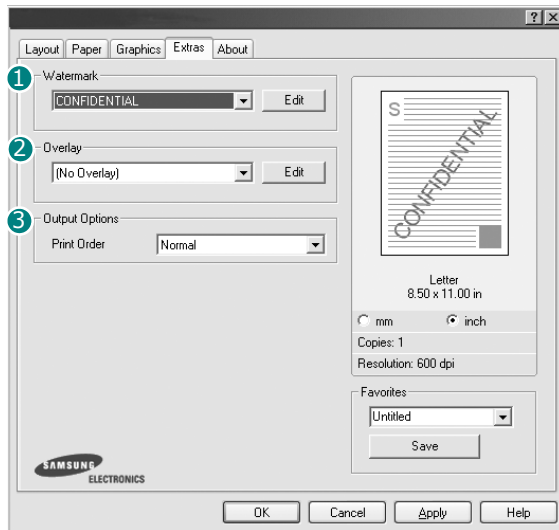 ? X
Layout Paper Graphics Extras About
1 Watermark
CONFIDENTIAL Edit
2 Overlay
(No Overlay) Edit
3 Output Options
Print Order Normal
S
CONFIDENTIAL
Letter
8.50 x 11.00 in
mm inch
Copies: 1
Resolution: 600 dpi
Favorites
Untitled
Save
SAMSUNG
ELECTRONICS
OK Cancel Apply Help